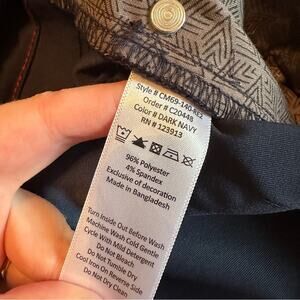 Style # CM69-140-ALZ
Order # C20448
Color # DARK NAVY
RN # 123913
96% Polyester
4% Spandex
Exclusive of decoration
Made in Bangladesh
Turn Inside Out Before Wash
Machine Wash Cold Gentle
Cycle With Mild Detergent
Do Not Bleach
Do Not Tumble Dry
Cool Iron On Reverse Side
Do Not Dry Clean